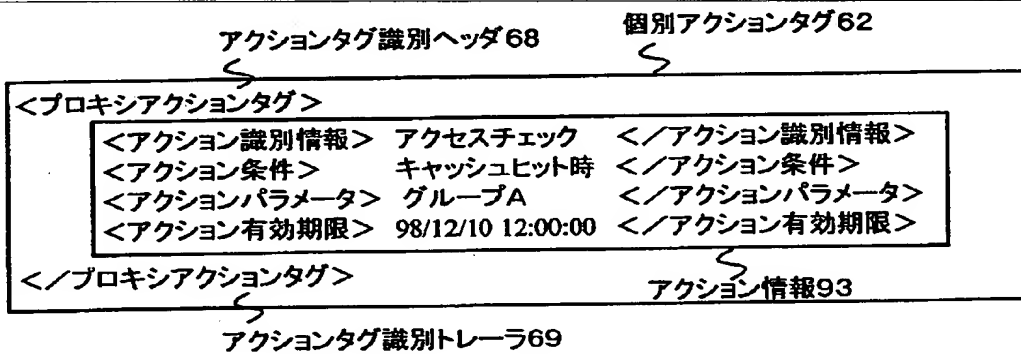 アクションタグ識別ヘッダ68
個別アクションタグ62
<プロキシアクションタグ>
<アクション識別情報> アクセスチェック </アクション識別情報>
<アクション条件> キャッシュヒット時 </アクション条件>
<アクションパラメータ> グループA </アクションパラメータ>
<アクション有効期限> 98/12/10 12:00:00 </アクション有効期限>
</プロキシアクションタグ>
アクション情報93
アクションタグ識別トレーラ69